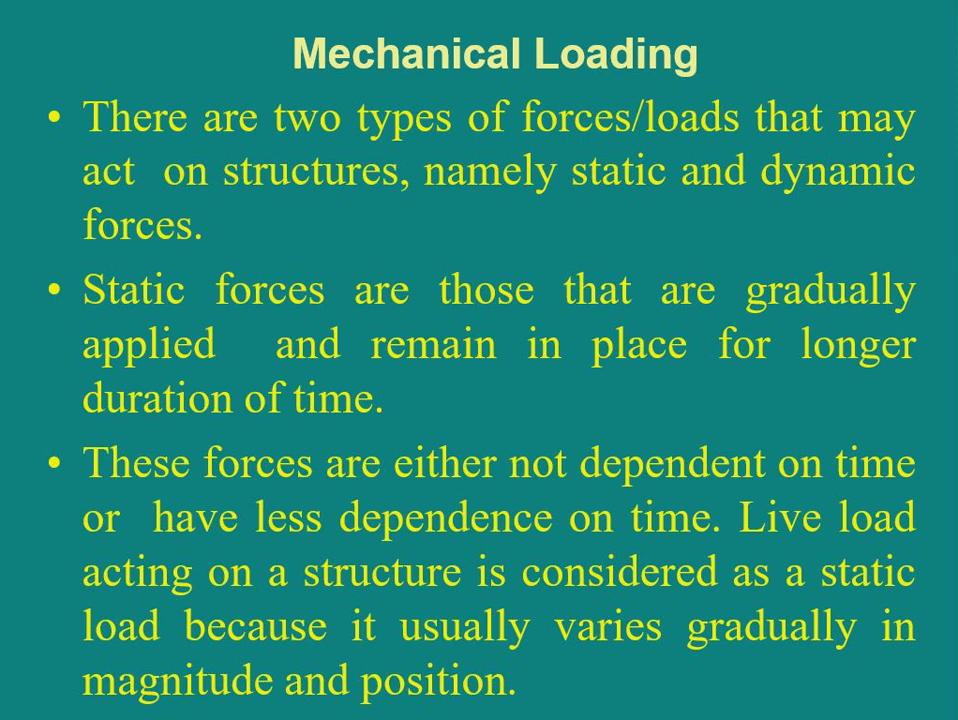 Mechanical Loading
• There are two types of forces/loads that may
act on structures, namely static and dynamic
forces.
• Static forces are those that are gradually
applied and remain in place for longer
duration of time.
• These forces are either not dependent on time
or have less dependence on time. Live load
acting on a structure is considered as a static
load because it usually varies gradually in
magnitude and position.